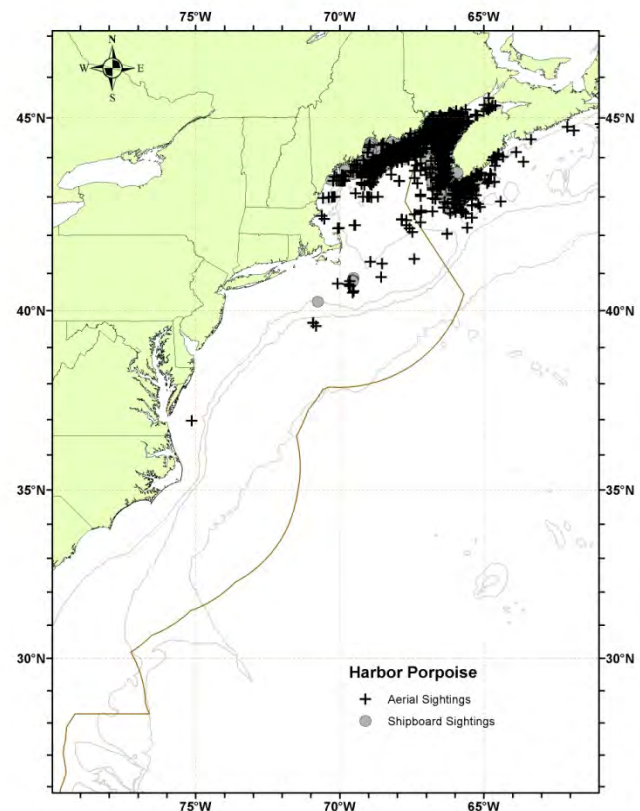 75°W 70°W 65°W
N
W E
S
45°N 45°N
40°N 40°N
35°N 35°N
30°N 30°N
Harbor Porpoise
Aerial Sightings
Shipboard Sightings
75°W 70°W 65°W